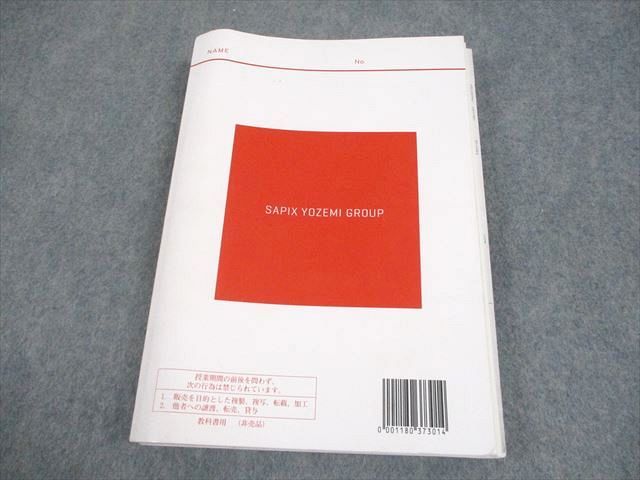 NAME
No
SAPIX YOZEMI GROUP
授業期間の前後を問わず、
次の行為は禁じられています。
1. 販売を目的とした複製、複写、転載、加工
2. 他者への譲渡、転売、貸与
教科書用 (非売品)
0 001180 373014